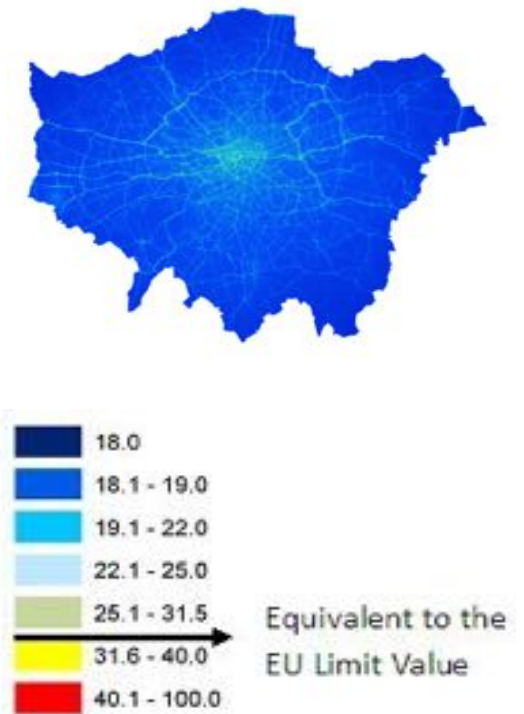 18.0
18.1 - 19.0
19.1 - 22.0
22.1 - 25.0
25.1 - 31.5
31.6 - 40.0
40.1 - 100.0
Equivalent to the
EU Limit Value